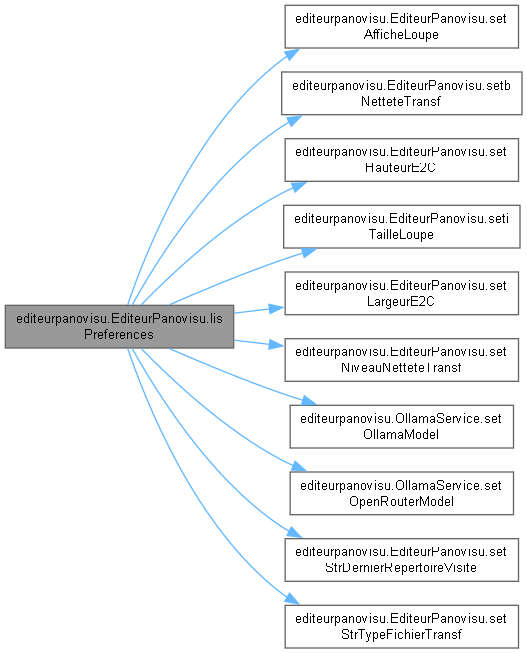 editeurpanovisu.EditeurPanovisu.set
AfficheLoupe
editeurpanovisu.EditeurPanovisu.setb
NetteteTransf
editeurpanovisu.EditeurPanovisu.set
HauteurE2C
editeurpanovisu.EditeurPanovisu.seti
TailleLoupe
editeurpanovisu.EditeurPanovisu.set
LargeurE2C
editeurpanovisu.EditeurPanovisu.lis
Preferences
editeurpanovisu.EditeurPanovisu.set
NiveauNetteteTransf
editeurpanovisu.OllamaService.set
OllamaModel
editeurpanovisu.OllamaService.set
OpenRouterModel
editeurpanovisu.EditeurPanovisu.set
StrDernierRepertoireVisite
editeurpanovisu.EditeurPanovisu.set
StrTypeFichierTransf